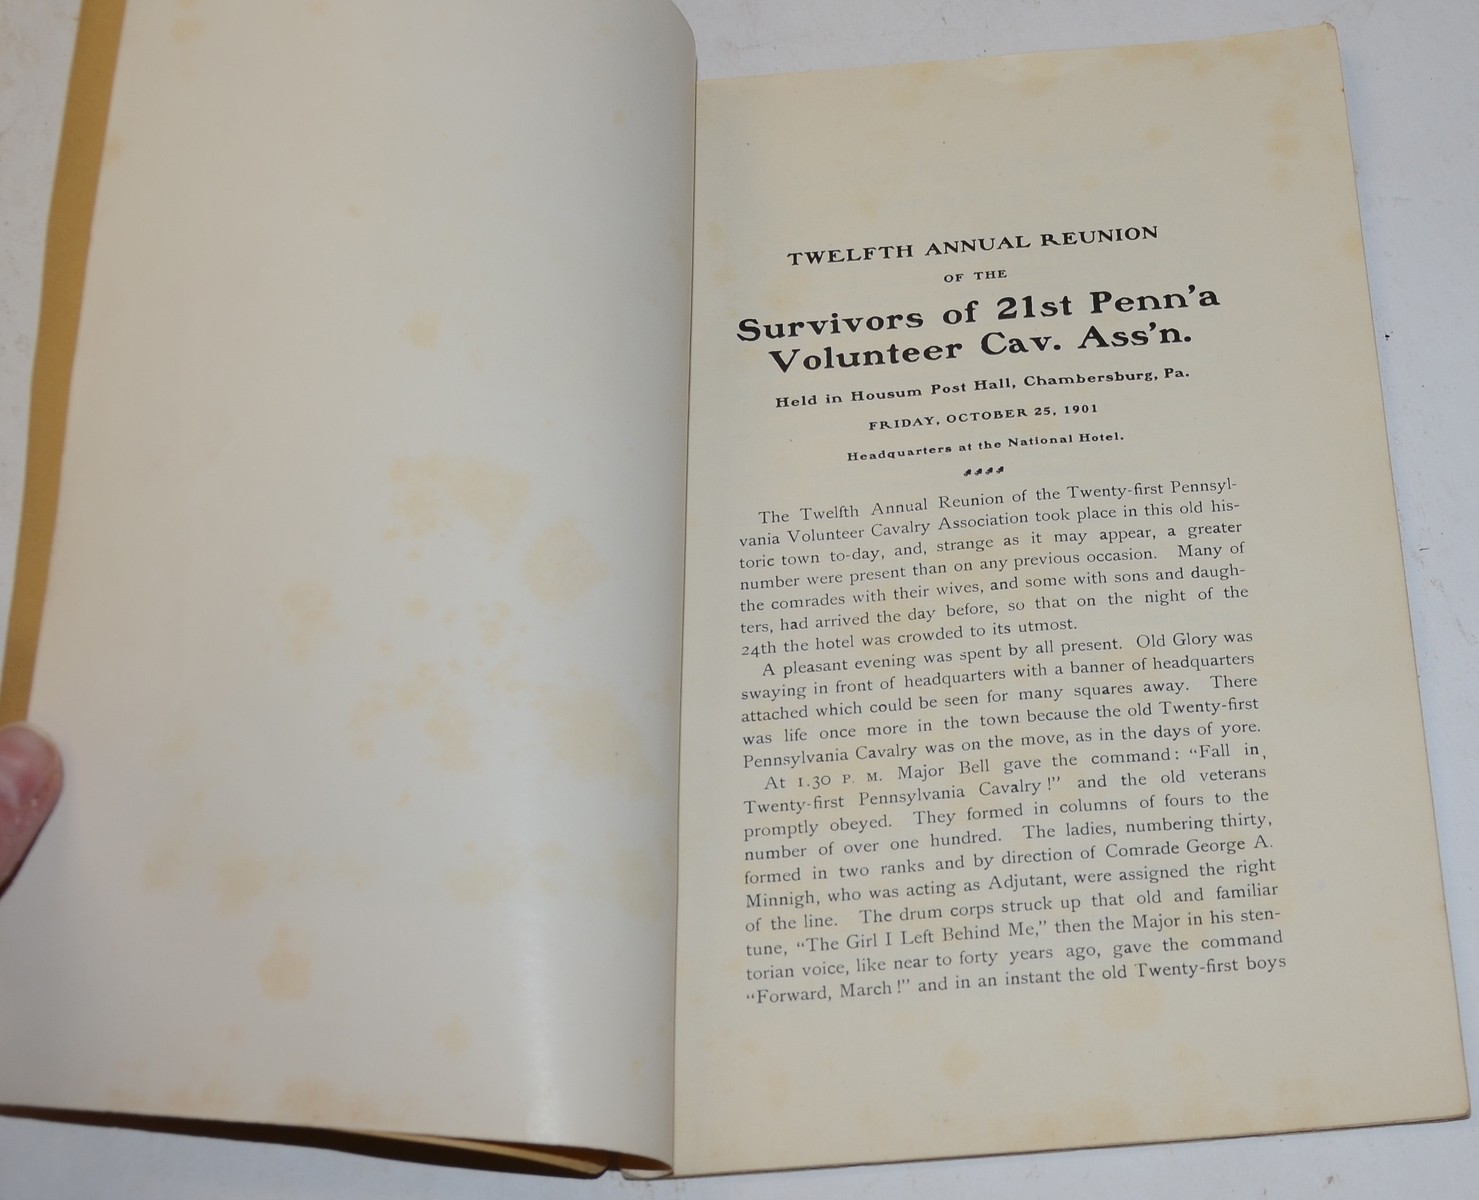 TWELFTH ANNUAL REUNION
OF THE
Survivors of 21st Penn'a
Volunteer Cav. Ass'n.
Held in Housum Post Hall, Chambersburg, Pa.
FRIDAY, OCTOBER 25, 1901
Headquarters at the National Hotel.
The Twelfth Annual Reunion of the Twenty-first Pennsyl-
vania Volunteer Cavalry Association took place in this old his-
toric town to-day, and, strange as it may appear, a greater
number were present than on any previous occasion. Many of
the comrades with their wives, and some with sons and daugh-
ters, had arrived the day before, so that on the night of the
24th the hotel was crowded to its utmost.
A pleasant evening was spent by all present. Old Glory was
swaying in front of headquarters with a banner of headquarters
attached which could be seen for many squares away. There
was life once more in the town because the old Twenty-first
Pennsylvania Cavalry was on the move, as in the days of yore.
At 1.30 P. M. Major Bell gave the command: "Fall in,
Twenty-first Pennsylvania Cavalry!" and the old veterans
promptly obeyed. They formed in columns of fours to the
number of over one hundred. The ladies, numbering thirty,
formed in two ranks and by direction of Comrade George A.
Minnigh, who was acting as Adjutant, were assigned the right
of the line. The drum corps struck up that old and familiar
tune, "The Girl I Left Behind Me," then the Major in his sten-
torian voice, like near to forty years ago, gave the command
"Forward, March!" and in an instant the old Twenty-first boys